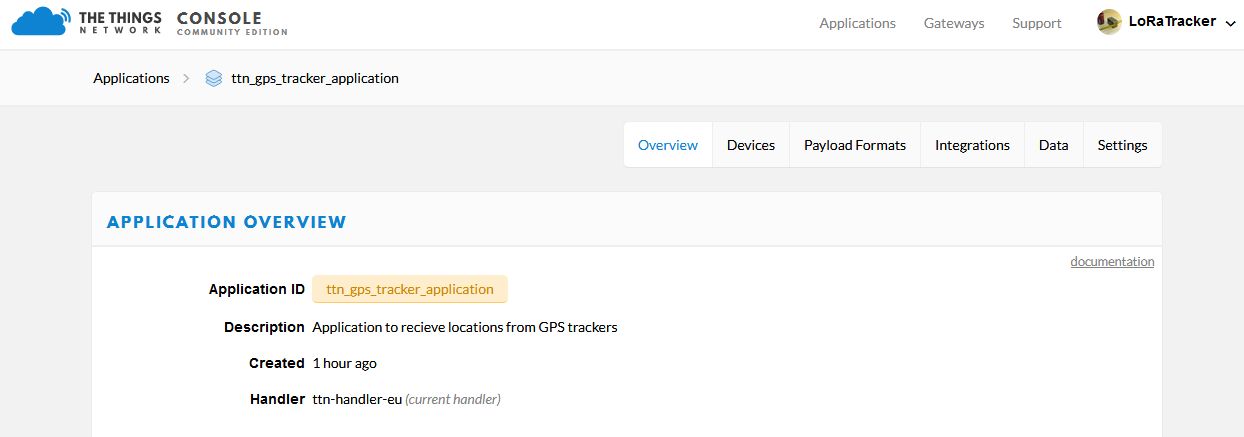 THE THINGS NETWORK
CONSOLE
COMMUNITY EDITION
Applications Gateways Support LoRaTracker
Applications ttn_gps_tracker_application
Overview Devices Payload Formats Integrations Data Settings
APPLICATION OVERVIEW
documentation
Application ID ttn_gps_tracker_application
Description Application to recieve locations from GPS trackers
Created 1 hour ago
Handler ttn-handler-eu (current handler)